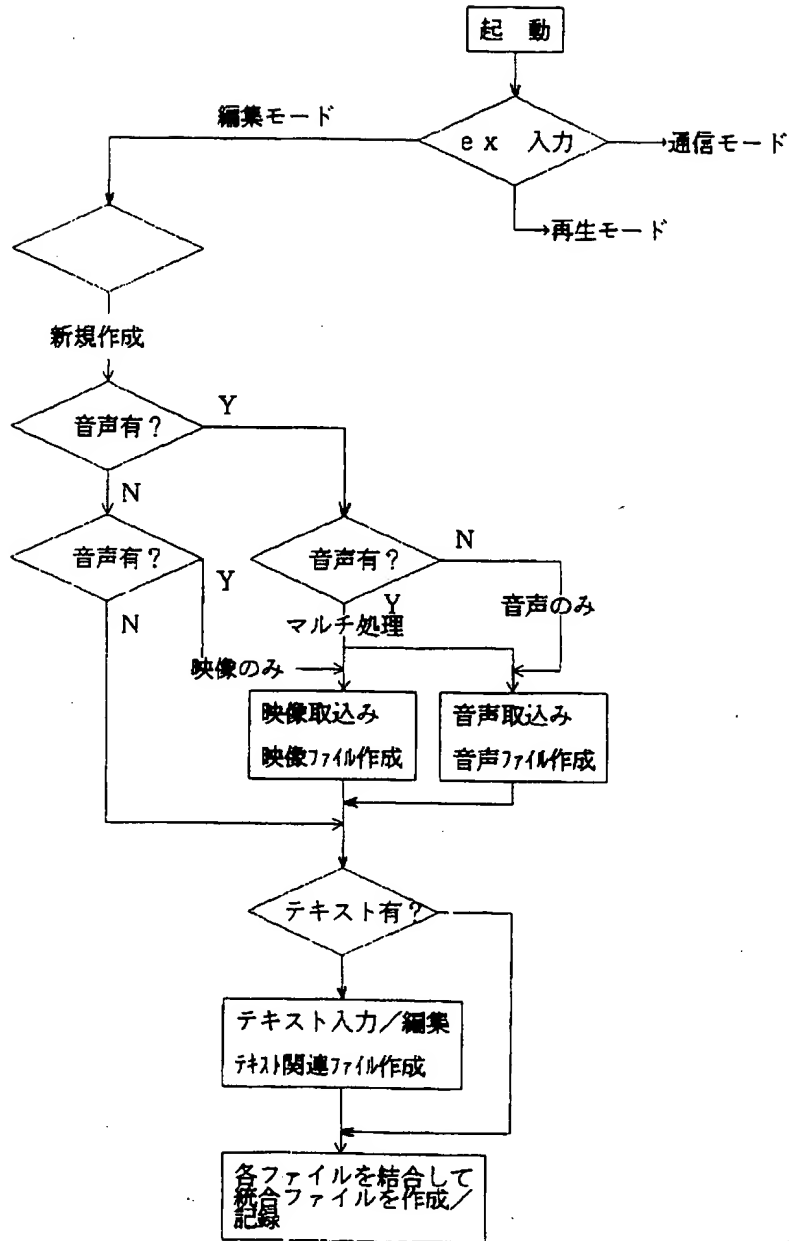 起 動
編集モード
ex 入力
通信モード
再生モード
新規作成
音声有?
Y
N
音声有?
Y
N
音声有?
N
Y
音声のみ
マルチ処理
映像のみ
映像取込み
映像ファイル作成
音声取込み
音声ファイル作成
テキスト有?
テキスト入力/編集
テキスト関連ファイル作成
各ファイルを結合して
統合ファイルを作成/
記録